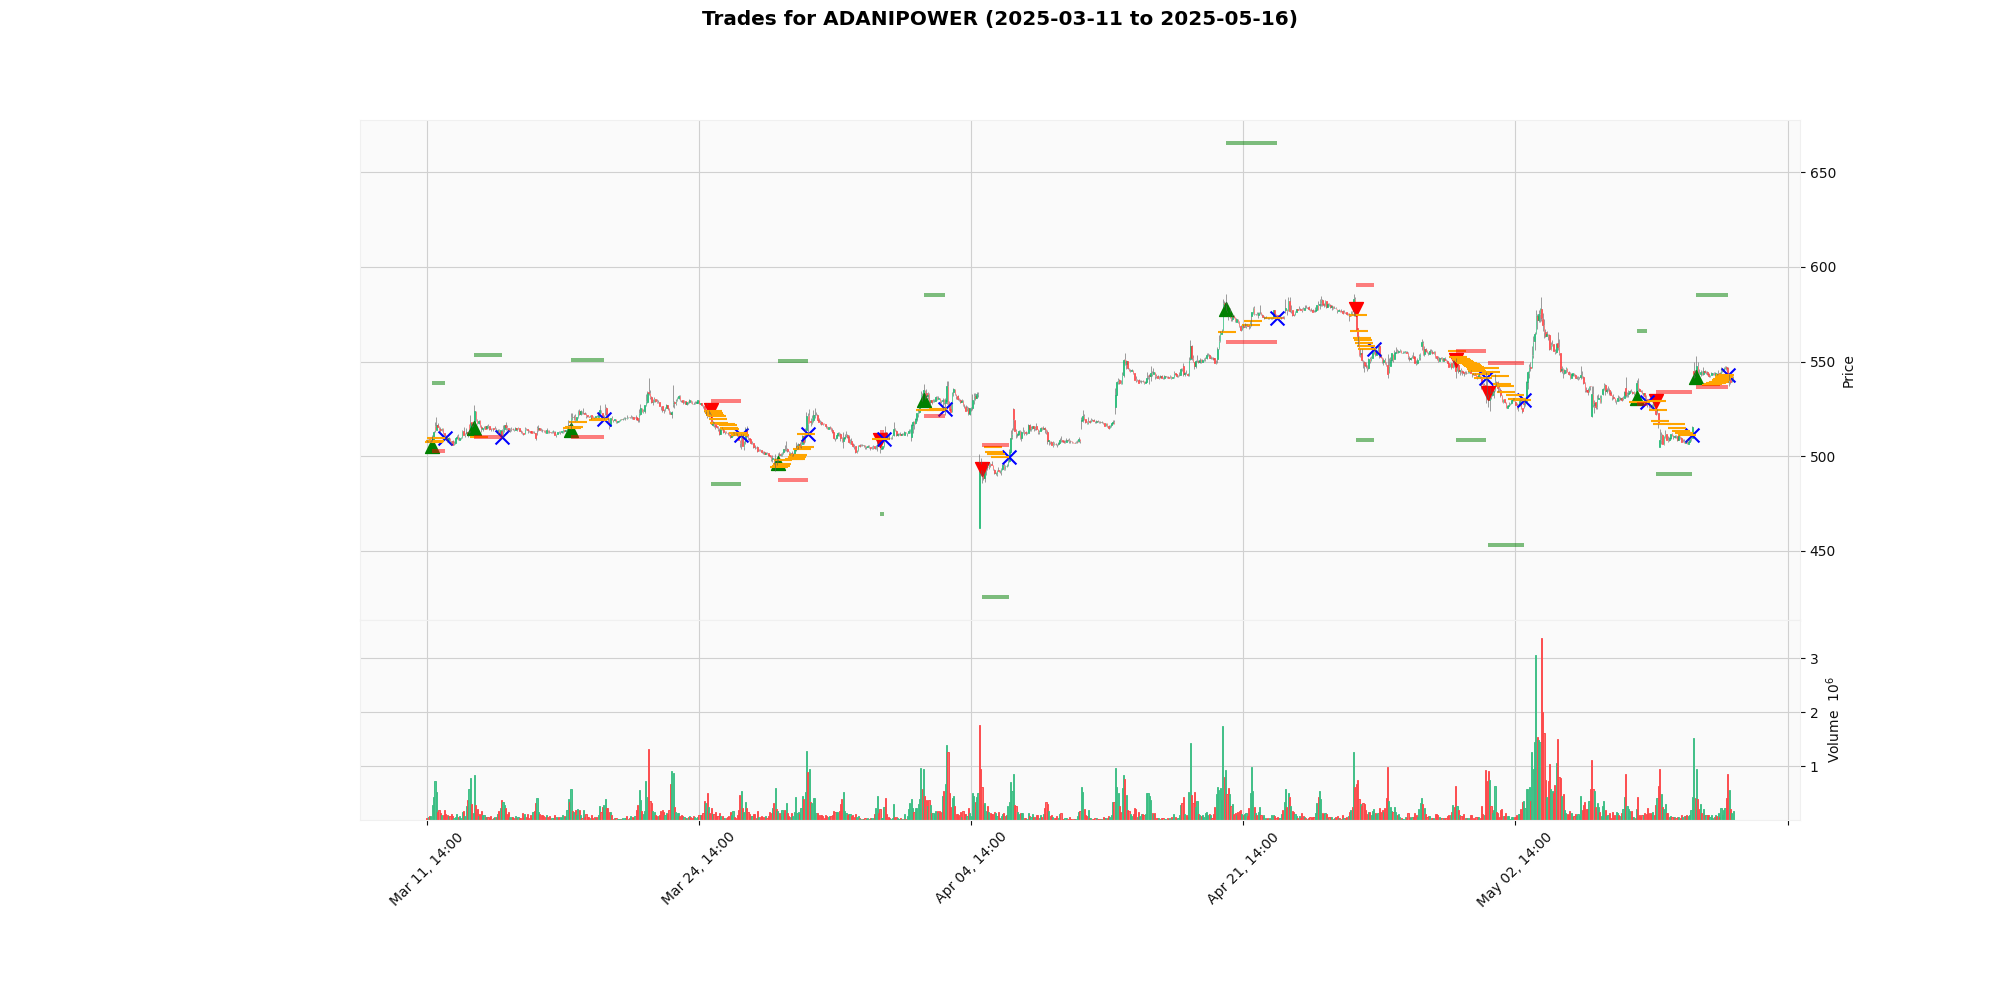 Trades for ADANIPOWER (2025-03-11 to 2025-05-16)
650
600
550
500
450
Price
3
2
1
Volume 10^6
Mar 11, 14:00
Mar 24, 14:00
Apr 04, 14:00
Apr 21, 14:00
May 02, 14:00